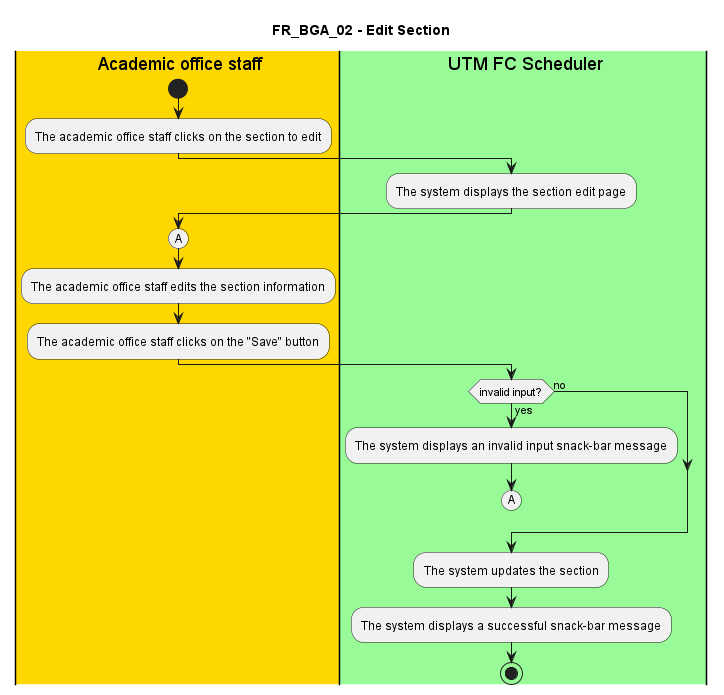 FR_BGA_02 - Edit Section
Academic office staff
UTM FC Scheduler
The academic office staff clicks on the section to edit
The system displays the section edit page
A
The academic office staff edits the section information
The academic office staff clicks on the "Save" button
invalid input?
no
yes
The system displays an invalid input snack-bar message
A
The system updates the section
The system displays a successful snack-bar message